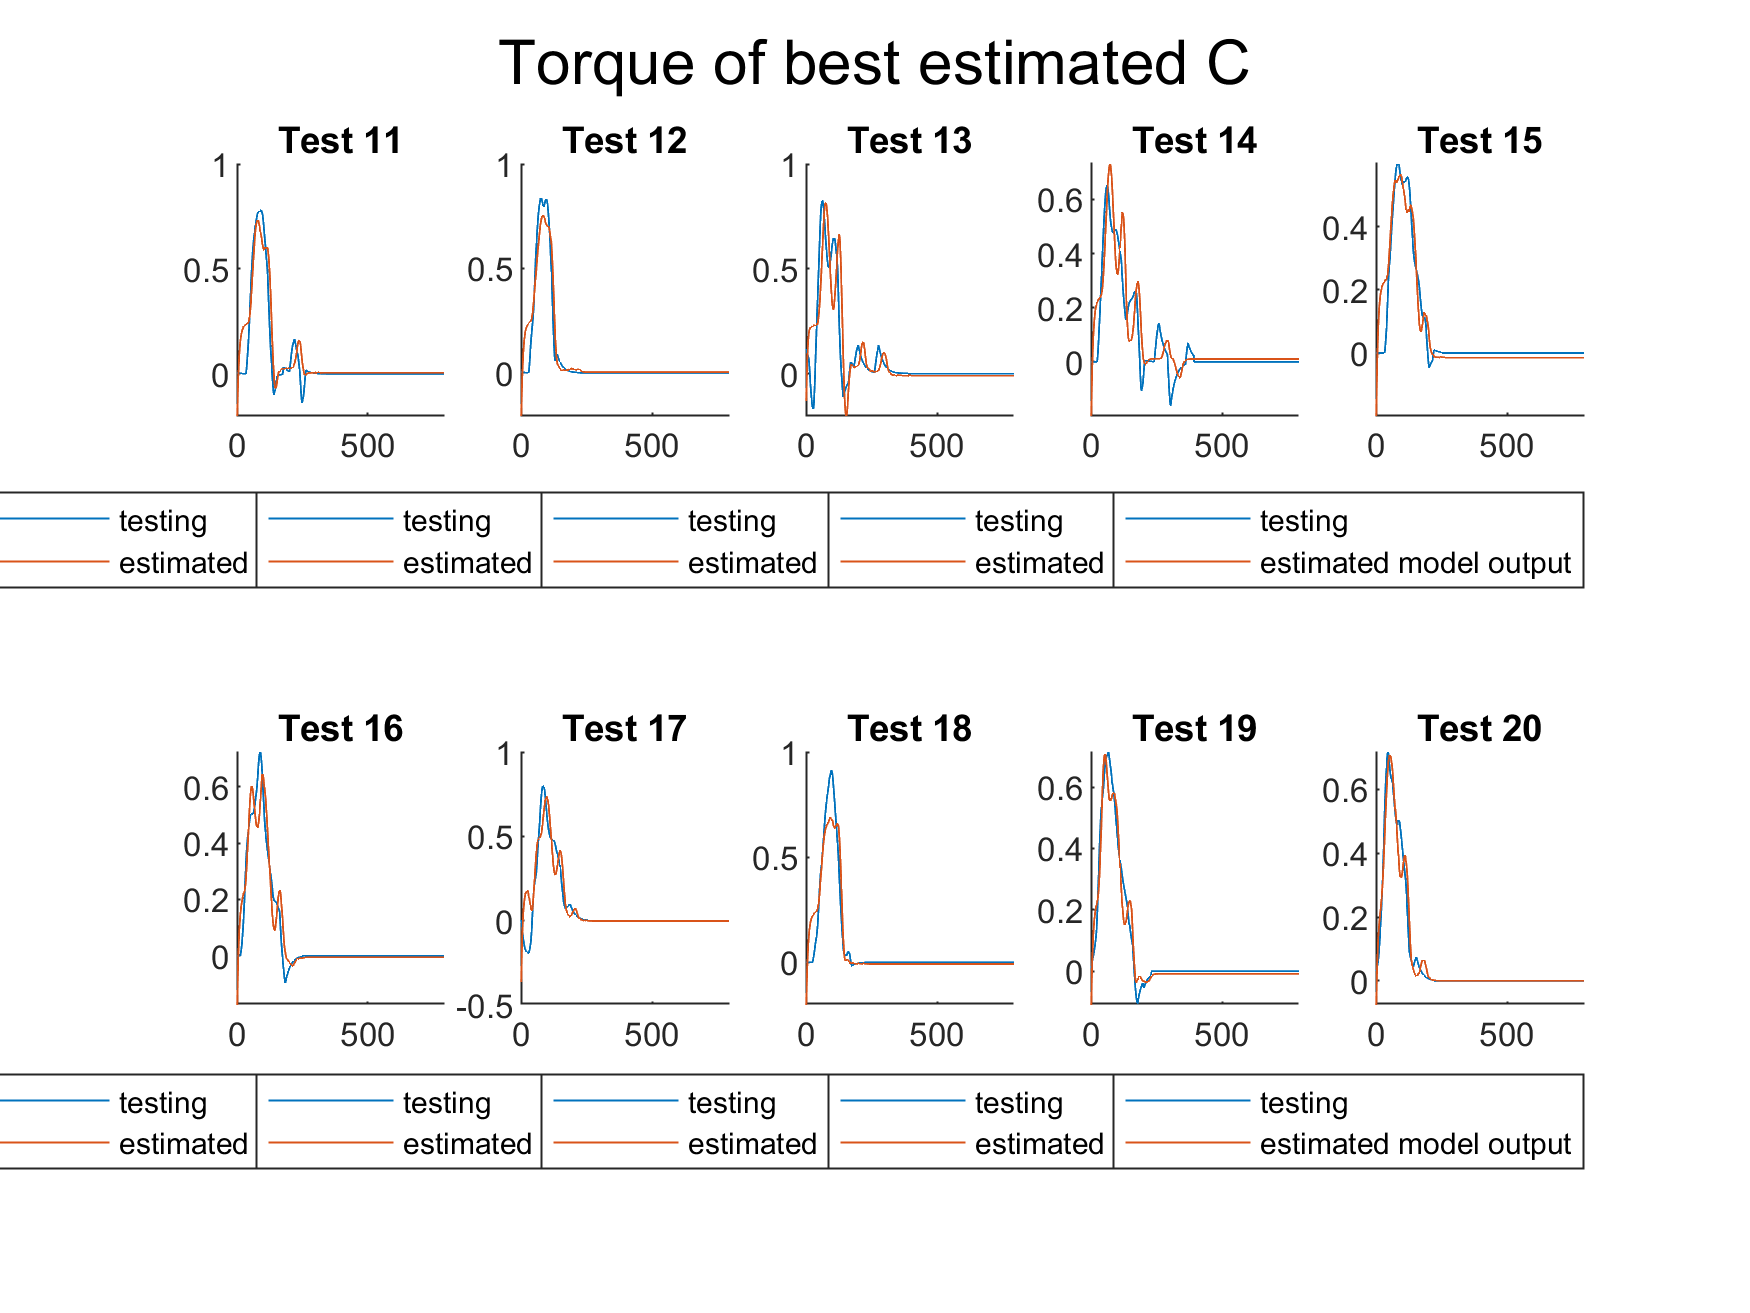 Torque of best estimated C
Test 11 Test 12 Test 13 Test 14 Test 15
1 1 1
0.6
0.4
0.5 0.5 0.5
0.4
0.2
0.2
0 0 0 0 0
0 500 0 500 0 500 0 500 0 500
testing testing testing testing testing
estimated estimated estimated estimated estimated model output
Test 16 Test 17 Test 18 Test 19 Test 20
1 1
0.6 0.6 0.6
0.4 0.5 0.5 0.4 0.4
0.2 0.2 0.2
0 0 0 0 0
-0.5
0 500 0 500 0 500 0 500 0 500
testing testing testing testing testing
estimated estimated estimated estimated estimated model output